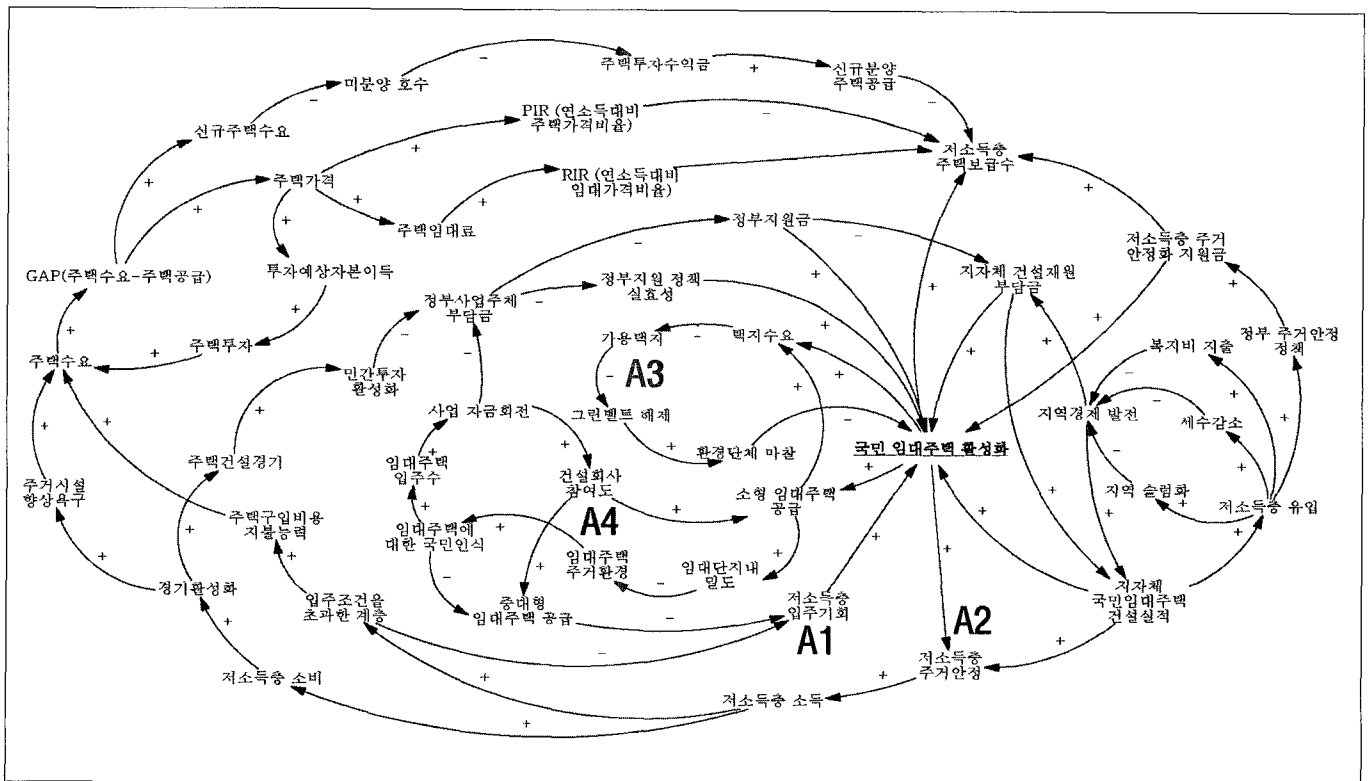 주택투자수익금
신규분양
주택공급
미분양 호수
신규주택수요
PIR (연소득대비
주택가격비율)
저소득층
주택보급수
주택가격
RIR (연소득대비
임대가격비율)
주택임대료
정부지원금
저소득층 주거
안정화 지원금
GAP(주택수요-주택공급)
투자예상자본이득
정부사업주체
부담금
정부지원 정책
실효성
지자체 건설재원
부담금
주택투자
주택수요
가용택지
택지수요
정부 주거안정
정책
복지비 지출
민간투자
활성화
A3
사업 자금회전
그린벨트 해제
지역경제 발전
세수감소
환경단체 마찰
국민 임대주택 활성화
주택건설경기
임대주택
입주수
건설회사
참여도
주거시설
향상욕구
소형 임대주택
공급
지역 슬럼화
저소득층 유입
주택구입비용
지불능력
A4
임대주택에
대한 국민인식
임대주택
주거환경
임대단지내
밀도
경기활성화
입주조건을
초과한 계층
중대형
임대주택 공급
저소득층
입주기회
지자체
국민임대주택
건설실적
A1
A2
저소득층
주거안정
저소득층 소비
저소득층 소득